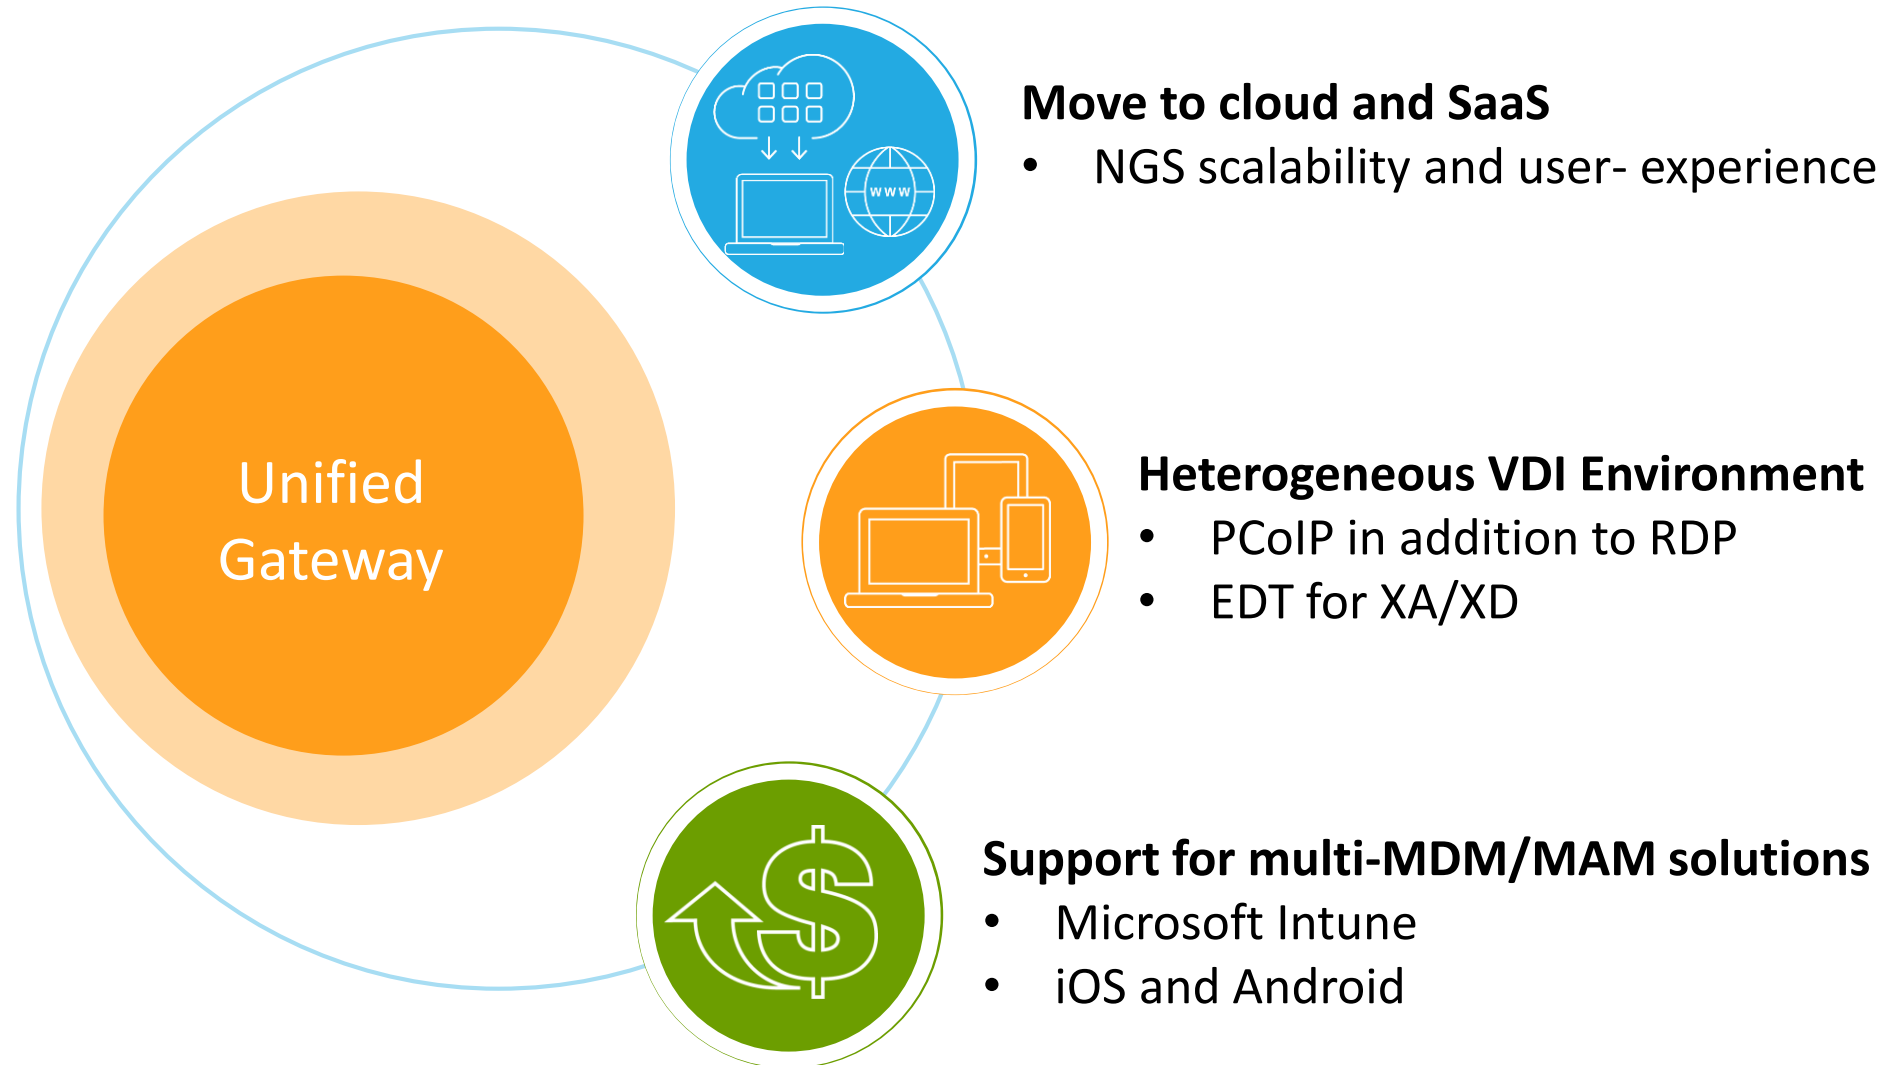 Move to cloud and SaaS
• NGS scalability and user- experience
www
Unified
Gateway
Heterogeneous VDI Environment
• PCoIP in addition to RDP
• EDT for XA/XD
Support for multi-MDM/MAM solutions
• Microsoft Intune
• iOS and Android